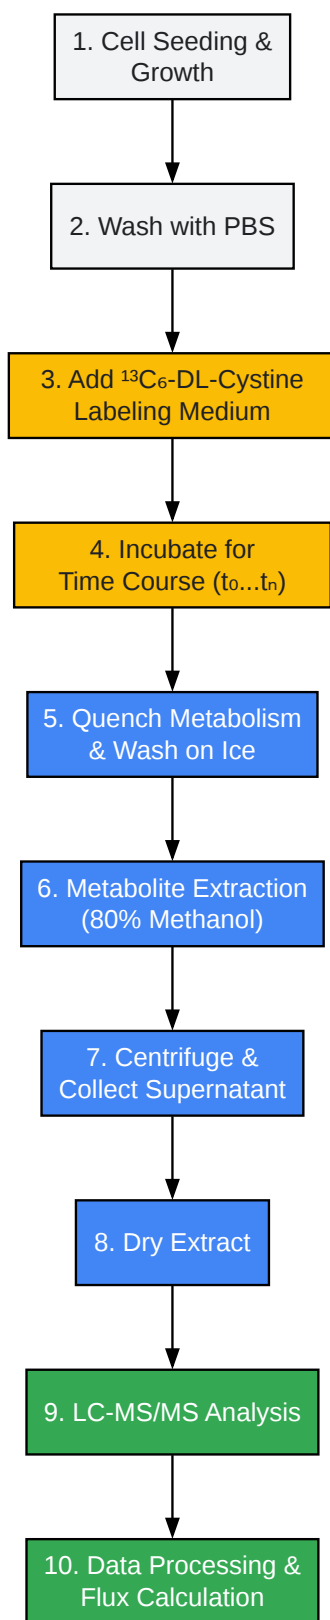 1. Cell Seeding &
Growth
2. Wash with PBS
3. Add ¹³C₆-DL-Cystine
Labeling Medium
4. Incubate for
Time Course (t₀...tₙ)
5. Quench Metabolism
& Wash on Ice
6. Metabolite Extraction
(80% Methanol)
7. Centrifuge &
Collect Supernatant
8. Dry Extract
9. LC-MS/MS Analysis
10. Data Processing &
Flux Calculation